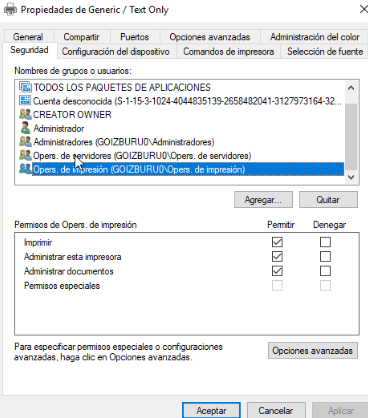 Propiedades de Generic / Text Only
General Compartir Puertos Opciones avanzadas Administración del color
Seguridad Configuración del dispositivo Comandos de impresora Selección de fuente
Nombres de grupos o usuarios:
TODOS LOS PAQUETES DE APLICACIONES
Cuenta desconocida (S-1-15-3-1024-4044835139-2658482041-3127973164-32...
CREATOR OWNER
Administrador
Administradores (GOIZBURU0\Administradores)
Opers. de servidores (GOIZBURU0\Opers. de servidores)
Opers. de impresión (GOIZBURU0\Opers. de impresión)
Agregar... Quitar
Permisos de Opers. de impresión Permitir Denegar
Imprimir
Administrar esta impresora
Administrar documentos
Permisos especiales
Para especificar permisos especiales o configuraciones
avanzadas, haga clic en Opciones avanzadas.
Opciones avanzadas
Aceptar Cancelar Aplicar